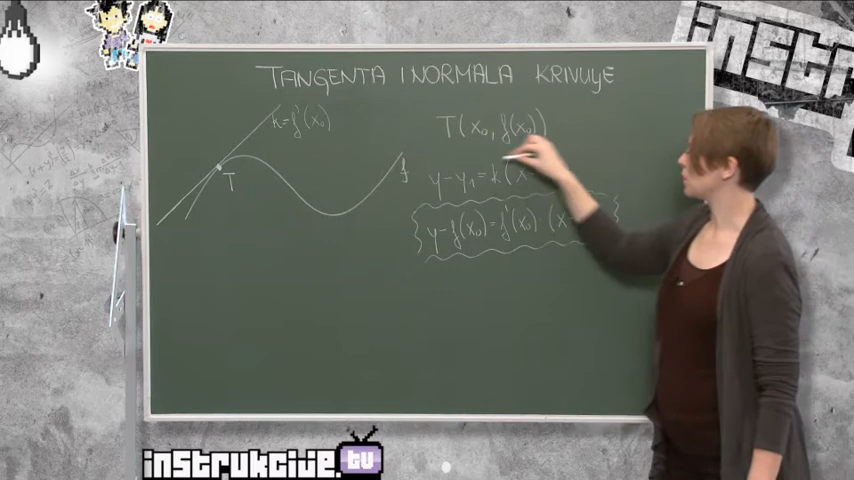 TANGENTA I NORMALA KRIVULJE
k=f'(x₀)
T
f
T(x₀, f(x₀))
y-y₁=k(x-
y-f(x₀)=f'(x₀)·(x-
instrukcije.tv